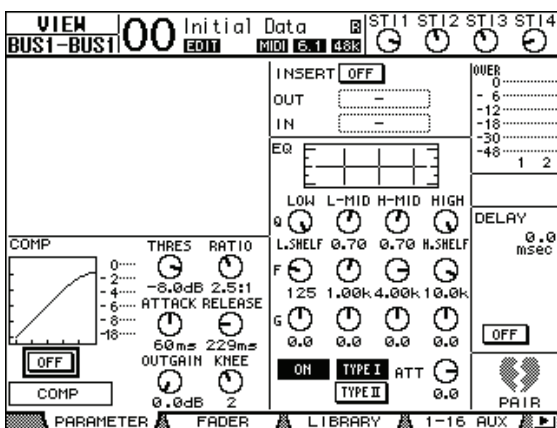 VIEW
BUS1-BUS1
00
Initial Data
EDIT
MIDI 6.1 48K
STI1 STI2 STI3 STI4
INSERT OFF
OUT -
IN -
OVER
0
- 6
-12
-18
-30
-48
1 2
EQ
LOW L-MID H-MID HIGH
Q
L.SHELF 0.70 0.70 H.SHELF
F
125 1.00k 4.00k 10.0k
G
0.0 0.0 0.0 0.0
ON TYPE I ATT
TYPE II 0.0
DELAY
0.0
msec
OFF
PAIR
COMP
0
- 2
- 4
- 6
- 8
-18
THRES RATIO
-8.0dB 2.5:1
ATTACK RELEASE
60ms 229ms
OUTGAIN KNEE
0.0dB 2
OFF
COMP
PARAMETER FADER LIBRARY 1-16 AUX